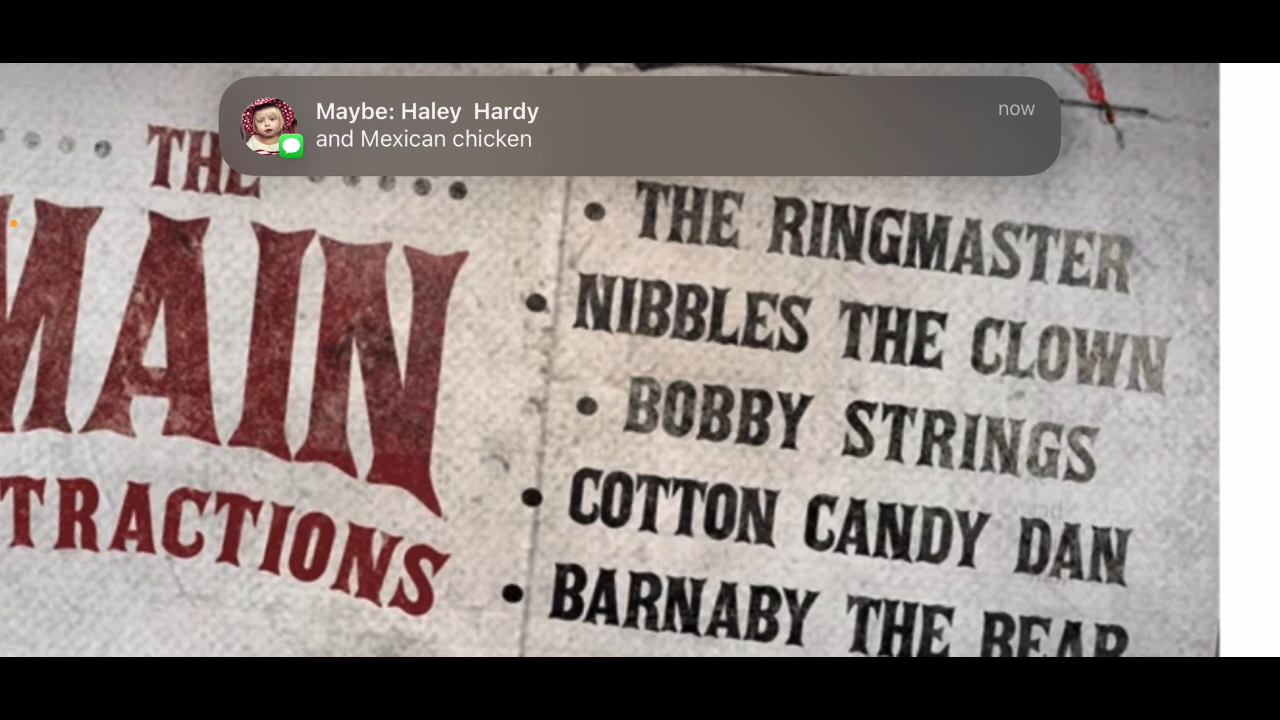 Maybe: Haley Hardy
now
and Mexican chicken
THE
MAIN
TRACTIONS
• THE RINGMASTER
• NIBBLES THE CLOWN
• BOBBY STRINGS
• COTTON CANDY DAN
• BARNABY THE BEAR